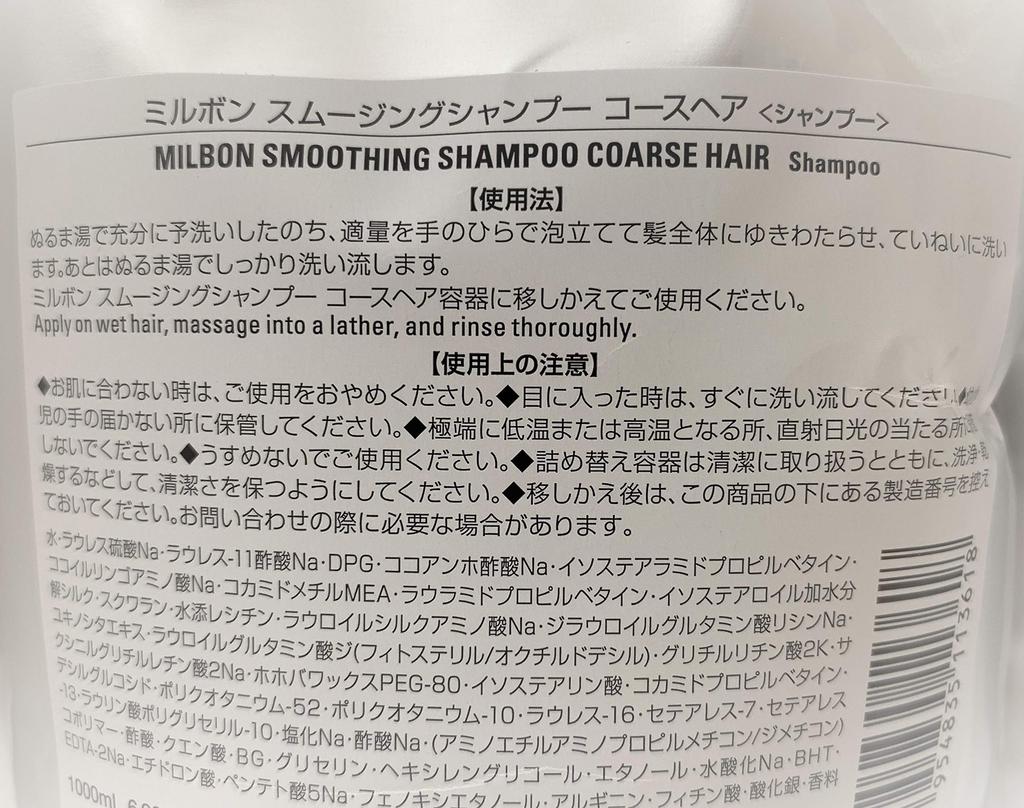 ミルボン スムージングシャンプー コースヘア <シャンプー>
MILBON SMOOTHING SHAMPOO COARSE HAIR Shampoo
【使用法】
ぬるま湯で充分に予洗いしたのち、適量を手のひらで泡立てて髪全体にゆきわたらせ、ていねいに洗い
ます。あとはぬるま湯でしっかり洗い流します。
ミルボン スムージングシャンプー コースヘア容器に移しかえてご使用ください。
Apply on wet hair, massage into a lather, and rinse thoroughly.
【使用上の注意】
◆お肌に合わない時は、ご使用をおやめください。◆目に入った時は、すぐに洗い流してください。◆
児の手の届かない所に保管してください。◆極端に低温または高温となる所、直射日光の当たる所
しないでください。◆うすめないでご使用ください。◆詰め替え容器は清潔に取り扱うとともに、洗浄・乾
燥するなどして、清潔さを保つようにしてください。◆移しかえ後は、この商品の下にある製造番号を控え
ておいてください。お問い合わせの際に必要な場合があります。
水・ラウレス硫酸Na・ラウレス-11酢酸Na・DPG・ココアンホ酢酸Na・イソステアラミドプロピルベタイン・
ココイルリンゴアミノ酸Na・コカミドメチルMEA・ラウラミドプロピルベタイン・イソステアロイル加水分
解シルク・スクワラン・水添レシチン・ラウロイルシルクアミノ酸Na・ジラウロイルグルタミン酸リシンNa・
ユキノシタエキス・ラウロイルグルタミン酸ジ(フィトステリル/オクチルドデシル)・グリチルリチン酸2K・サ
クシニルグリチルレチン酸2Na・ホホバワックスPEG-80・イソステアリン酸・コカミドプロピルベタイン・
デシルグルコシド・ポリクオタニウム-52・ポリクオタニウム-10・ラウレス-16・セテアレス-7・セテアレス
-13・ラウリン酸ポリグリセリル-10・塩化Na・酢酸Na・(アミノエチルアミノプロピルメチコン/ジメチコン)
コポリマー・酢酸・クエン酸・BG・グリセリン・ヘキシレングリコール・エタノール・水酸化Na・BHT・
EDTA-2Na・エチドロン酸・ペンテト酸5Na・フェノキシエタノール・アルギニン・フィチン酸・酸化銀・香料
1000ml
954835113618